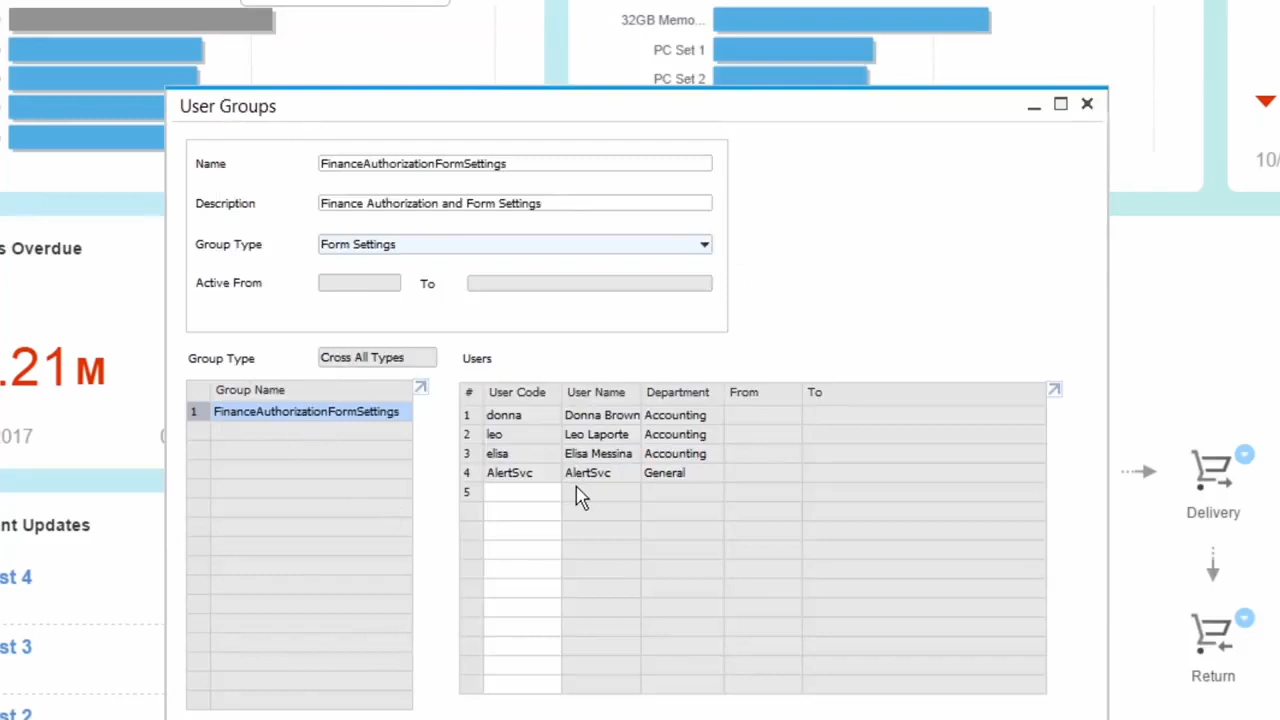 32GB Memo...
PC Set 1
PC Set 2
User Groups
Name FinanceAuthorizationFormSettings
Description Finance Authorization and Form Settings
Group Type Form Settings
Active From To
Group Type Cross All Types
Group Name
1 FinanceAuthorizationFormSettings
Users
# User Code User Name Department From To
1 donna Donna Brown Accounting
2 leo Leo Laporte Accounting
3 elisa Elisa Messina Accounting
4 AlertSvc AlertSvc General
5
s Overdue
.21 M
2017
nt Updates
st 4
st 3
st 2
10/
Delivery
Return